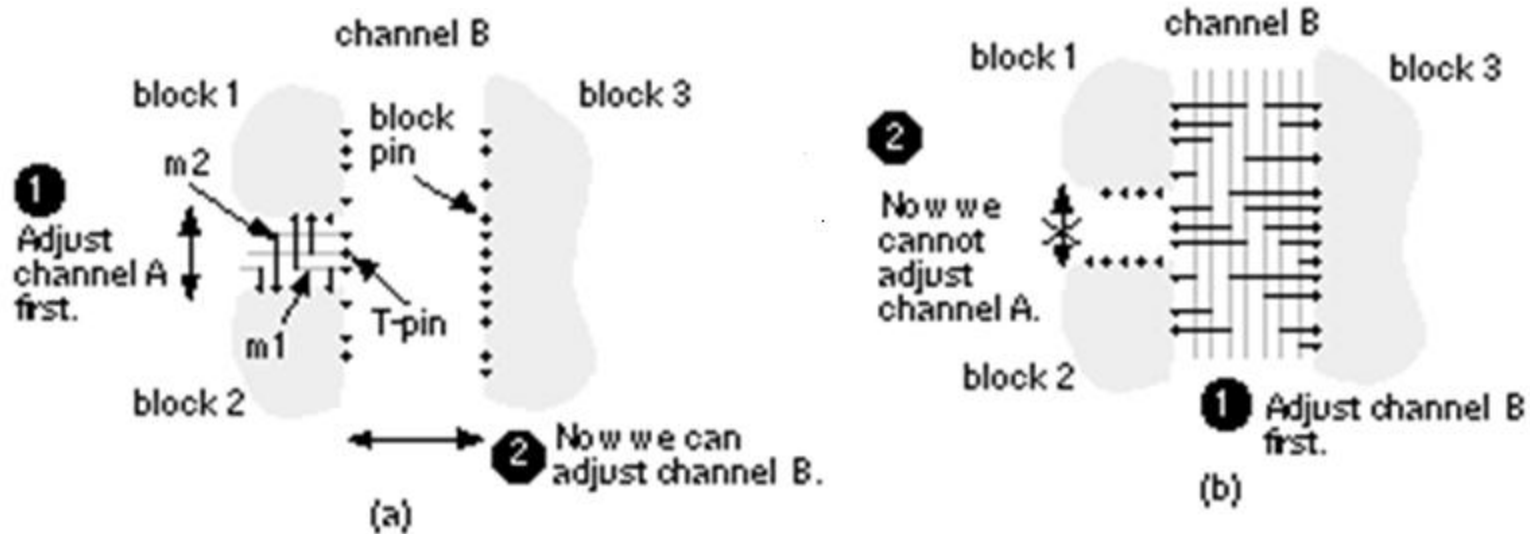 channel B
block 1
block 3
block
pin
m2
1
Adjust
channel A
first.
T-pin
m1
block 2
2
Now we can
adjust channel B.
(a)
channel B
block 1
block 3
2
Now we
cannot
adjust
channel A.
block 2
1
Adjust channel B
first.
(b)